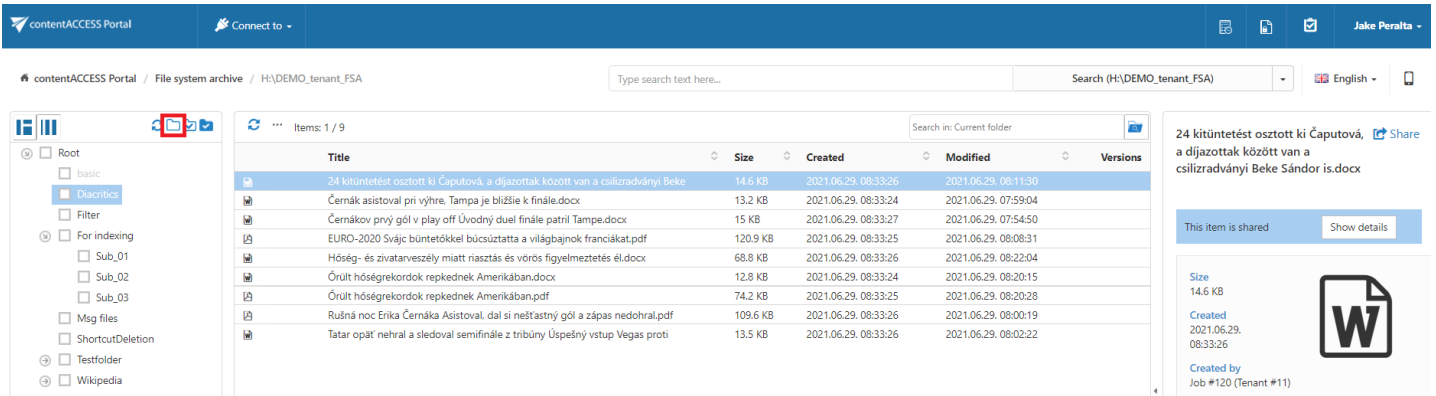 contentACCESS Portal
Connect to
Jake Peralta
contentACCESS Portal / File system archive / H:\DEMO_tenant_FSA
Type search text here...
Search (H:\DEMO_tenant_FSA)
English
Items: 1 / 9
Search in: Current folder
Root
basic
Diacritics
Filter
For indexing
Sub_01
Sub_02
Sub_03
Msg files
ShortcutDeletion
Testfolder
Wikipedia
Title Size Created Modified Versions
24 kitüntetést osztott ki Čaputová, a díjazottak között van a csilizradványi Beke 14.6 KB 2021.06.29. 08:33:26 2021.06.29. 08:11:30
Černák asistoval pri výhre, Tampa je bližšie k finále.docx 13.2 KB 2021.06.29. 08:33:24 2021.06.29. 07:59:04
Černákov prvý gól v play off Úvodný duel finále patril Tampe.docx 15 KB 2021.06.29. 08:33:27 2021.06.29. 07:54:50
EURO-2020 Svájc büntetőkkel búcsúztatta a világbajnok franciákat.pdf 120.9 KB 2021.06.29. 08:33:25 2021.06.29. 08:08:31
Hőség- és zivatarveszély miatt riasztás és vörös figyelmeztetés él.docx 68.8 KB 2021.06.29. 08:33:26 2021.06.29. 08:22:04
Őrült hőségrekordok repkednek Amerikában.docx 12.8 KB 2021.06.29. 08:33:24 2021.06.29. 08:20:15
Őrült hőségrekordok repkednek Amerikában.pdf 74.2 KB 2021.06.29. 08:33:25 2021.06.29. 08:20:28
Rušná noc Erika Černáka Asistoval, dal si nešťastný gól a zápas nedohral.pdf 109.6 KB 2021.06.29. 08:33:26 2021.06.29. 08:00:19
Tatar opäť nehral a sledoval semifinále z tribúny Úspešný vstup Vegas proti 13.5 KB 2021.06.29. 08:33:26 2021.06.29. 08:02:22
24 kitüntetést osztott ki Čaputová, Share
a díjazottak között van a
csilizradványi Beke Sándor is.docx
This item is shared Show details
Size
14.6 KB
Created
2021.06.29.
08:33:26
Created by
Job #120 (Tenant #11)
W